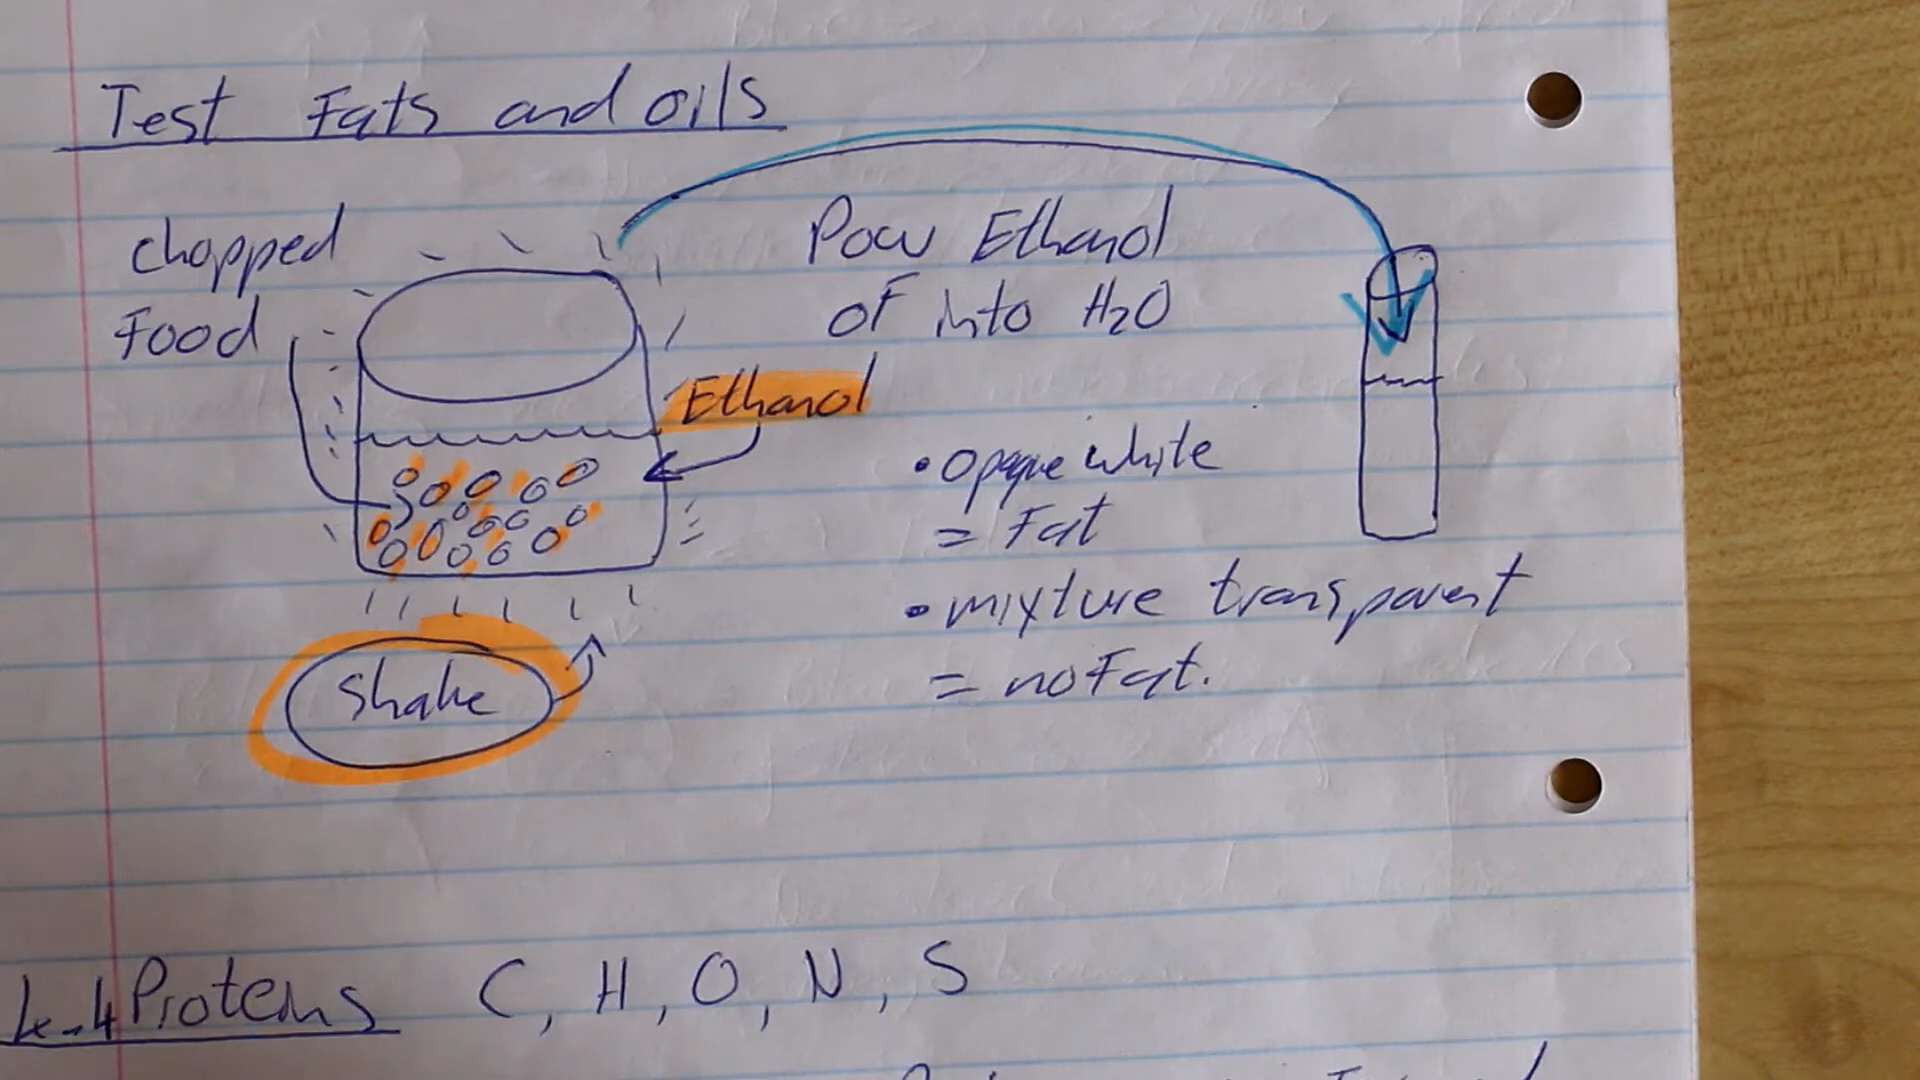 Test Fats and oils
chopped
Food
Pour Ethanol
of into H2O
Ethanol
• opaque white
= Fat
• mixture transparent
= no Fat.
Shake
4.4 Proteins C, H, O, N, S